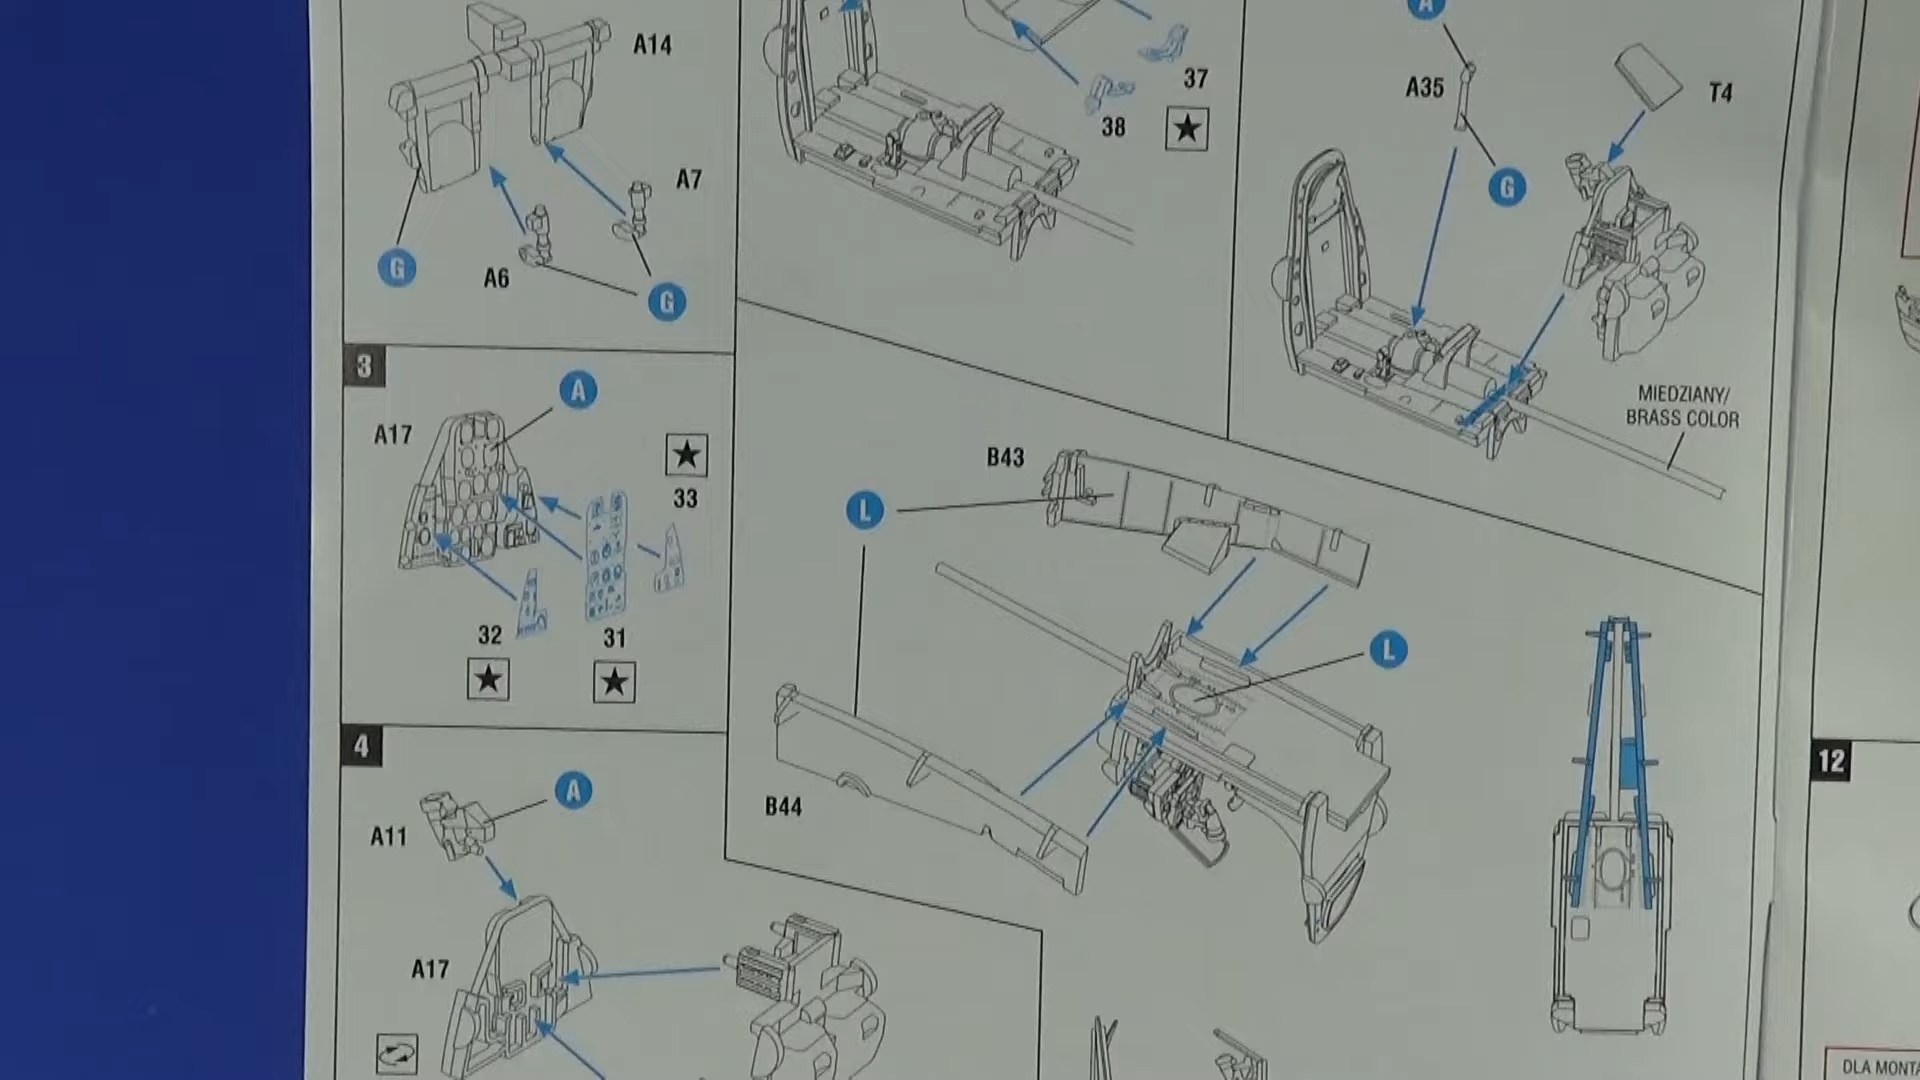 A14
A7
G
A6
G
3
A
A17
★
33
32
★
31
★
4
A
A11
A17
37
38
★
A
A35
T4
G
MIEDZIANY/
BRASS COLOR
B43
L
L
B44
12
DLA MONTA